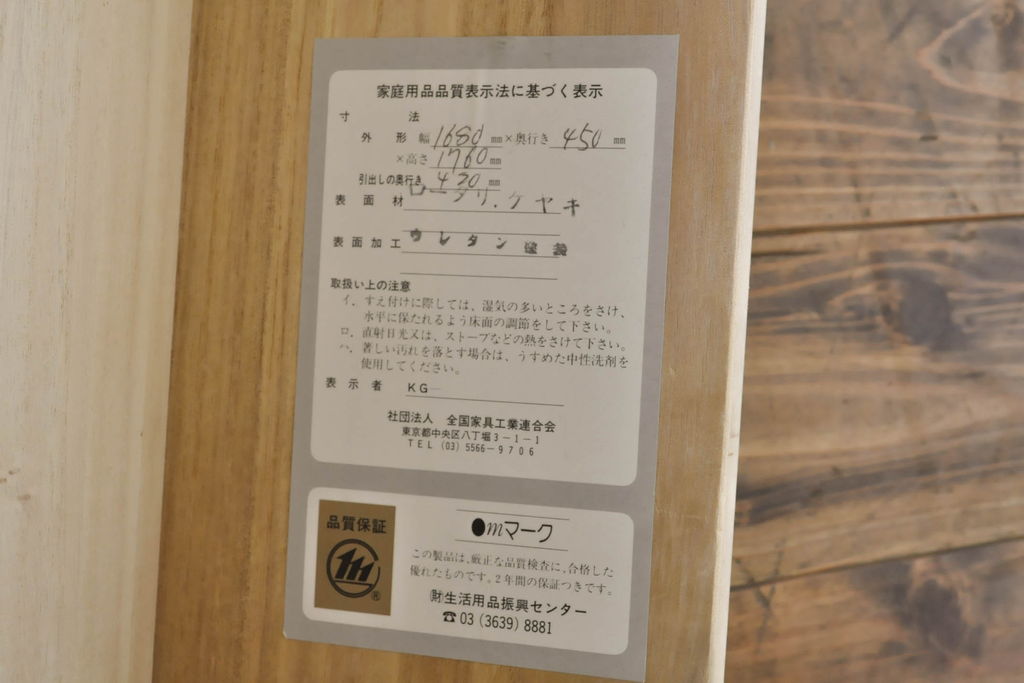 家庭用品品質表示法に基づく表示
寸法
外形 幅 1680 mm×奥行き 450 mm
×高さ 1760 mm
引出しの奥行き 420 mm
表面材 ロータリ.ケヤキ
表面加工 ウレタン塗装
取扱い上の注意
イ、すえ付けに際しては、湿気の多いところをさけ、
水平に保たれるよう床面の調節をして下さい。
ロ、直射日光又は、ストーブなどの熱をさけて下さい。
ハ、著しい汚れを落とす場合は、うすめた中性洗剤を
使用してください。
表示者 KG-
社団法人 全国家具工業連合会
東京都中央区八丁堀3-1-1
TEL (03) 5566-9706
品質保証
m
®
●mマーク
この製品は、厳正な品質検査に、合格した
優れたものです。2年間の保証つきです。
㈶生活用品振興センター
☎03 (3639) 8881